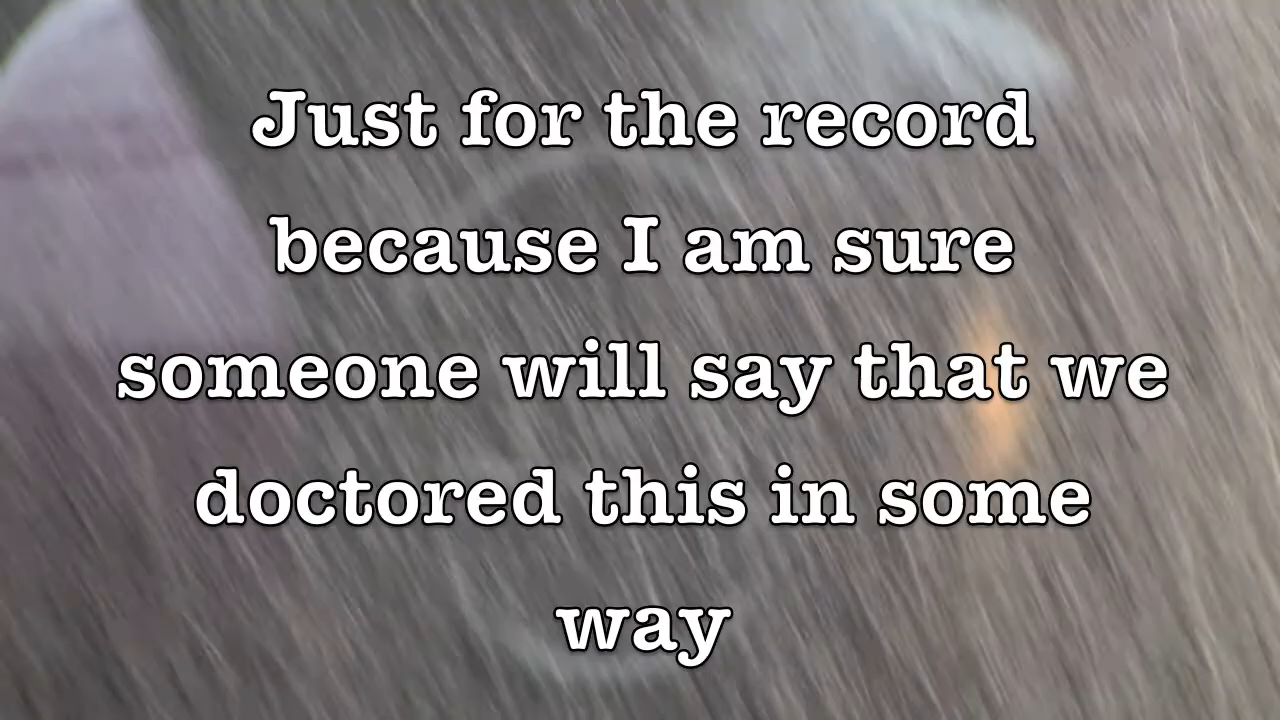 Just for the record
because I am sure
someone will say that we
doctored this in some
way